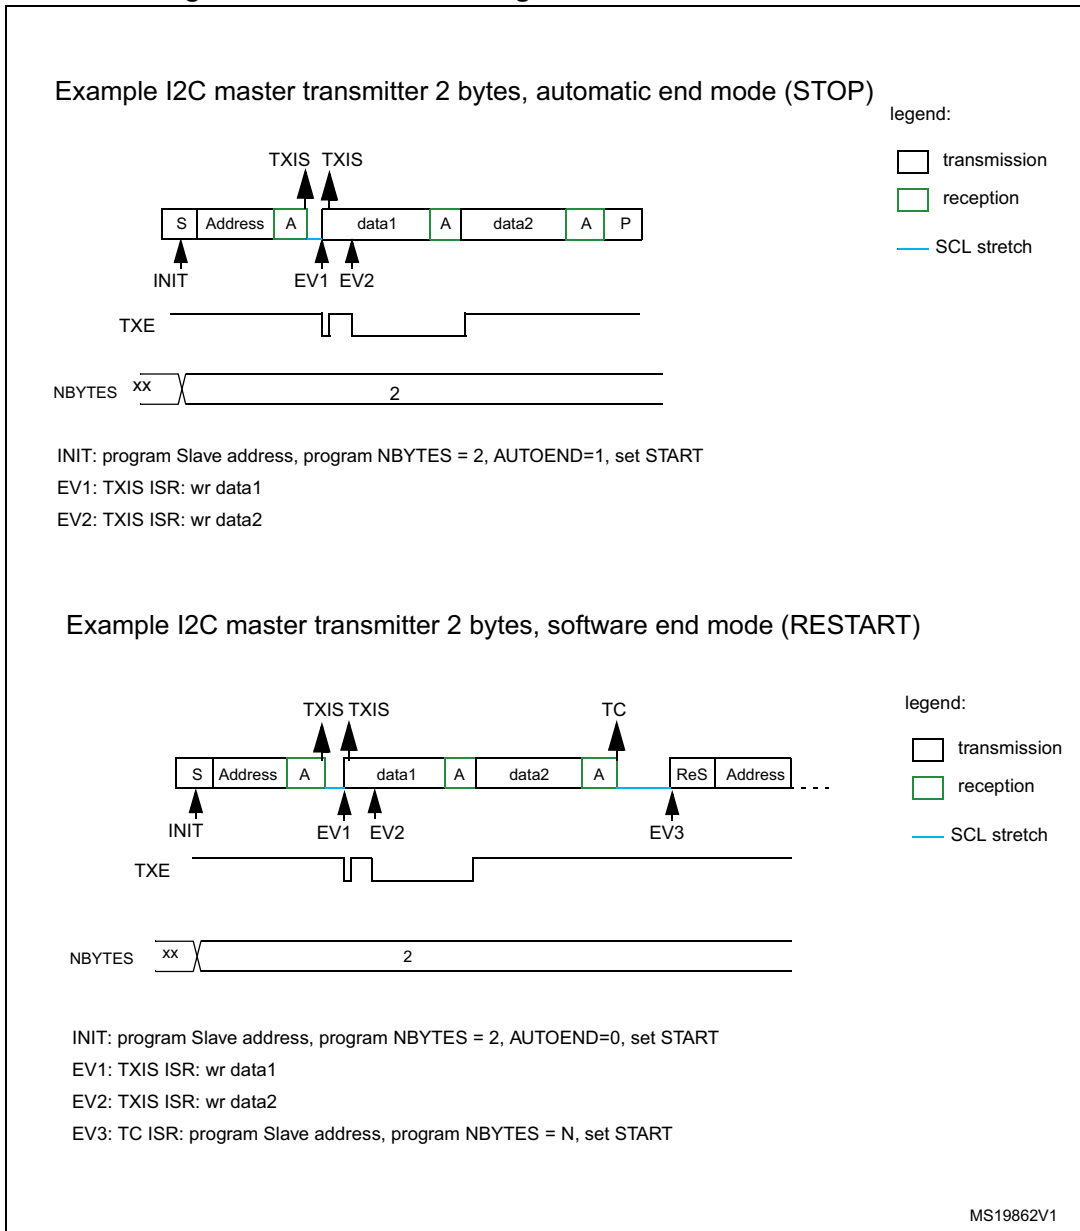 Example I2C master transmitter 2 bytes, automatic end mode (STOP)
legend:
transmission
reception
SCL stretch
TXIS TXIS
S Address A data1 A data2 A P
INIT EV1 EV2
TXE
NBYTES xx 2
INIT: program Slave address, program NBYTES = 2, AUTOEND=1, set START
EV1: TXIS ISR: wr data1
EV2: TXIS ISR: wr data2
Example I2C master transmitter 2 bytes, software end mode (RESTART)
legend:
transmission
reception
SCL stretch
TXIS TXIS TC
S Address A data1 A data2 A ReS Address
INIT EV1 EV2 EV3
TXE
NBYTES xx 2
INIT: program Slave address, program NBYTES = 2, AUTOEND=0, set START
EV1: TXIS ISR: wr data1
EV2: TXIS ISR: wr data2
EV3: TC ISR: program Slave address, program NBYTES = N, set START
MS19862V1